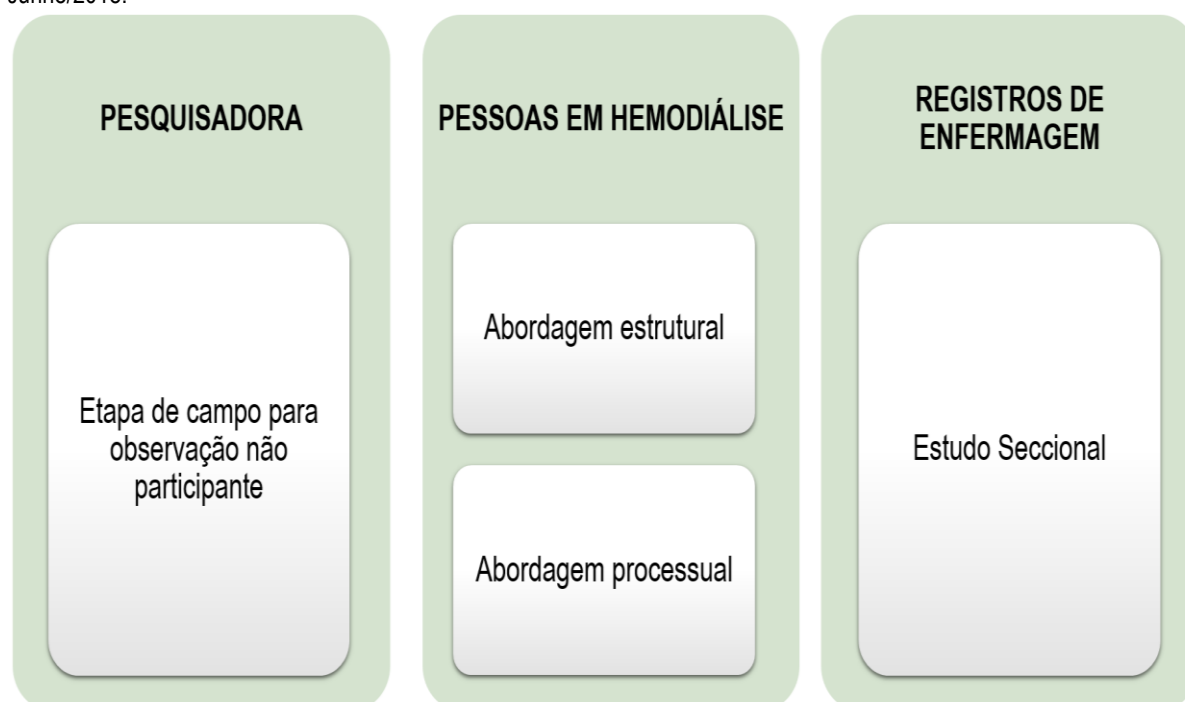 PESQUISADORA
Etapa de campo para
observação não
participante
PESSOAS EM HEMODIÁLISE
Abordagem estrutural
Abordagem processual
REGISTROS DE
ENFERMAGEM
Estudo Seccional